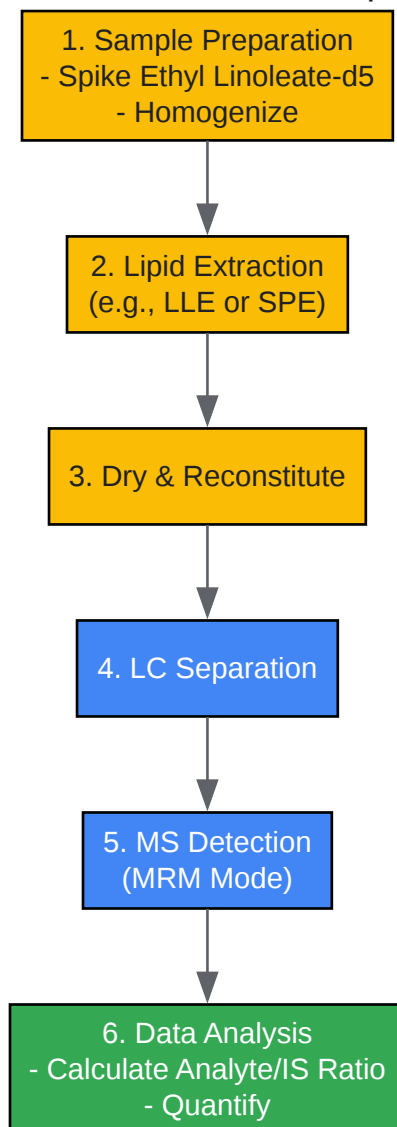 1. Sample Preparation
- Spike Ethyl Linoleate-d5
- Homogenize
2. Lipid Extraction
(e.g., LLE or SPE)
3. Dry & Reconstitute
4. LC Separation
5. MS Detection
(MRM Mode)
6. Data Analysis
- Calculate Analyte/IS Ratio
- Quantify